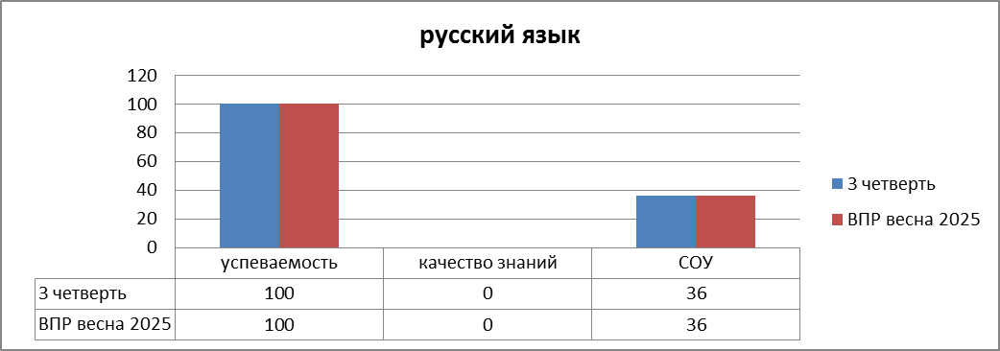 русский язык
120
100
80
60
40
20
0
успеваемость качество знаний СОУ
3 четверть 100 0 36
ВПР весна 2025 100 0 36
3 четверть
ВПР весна 2025